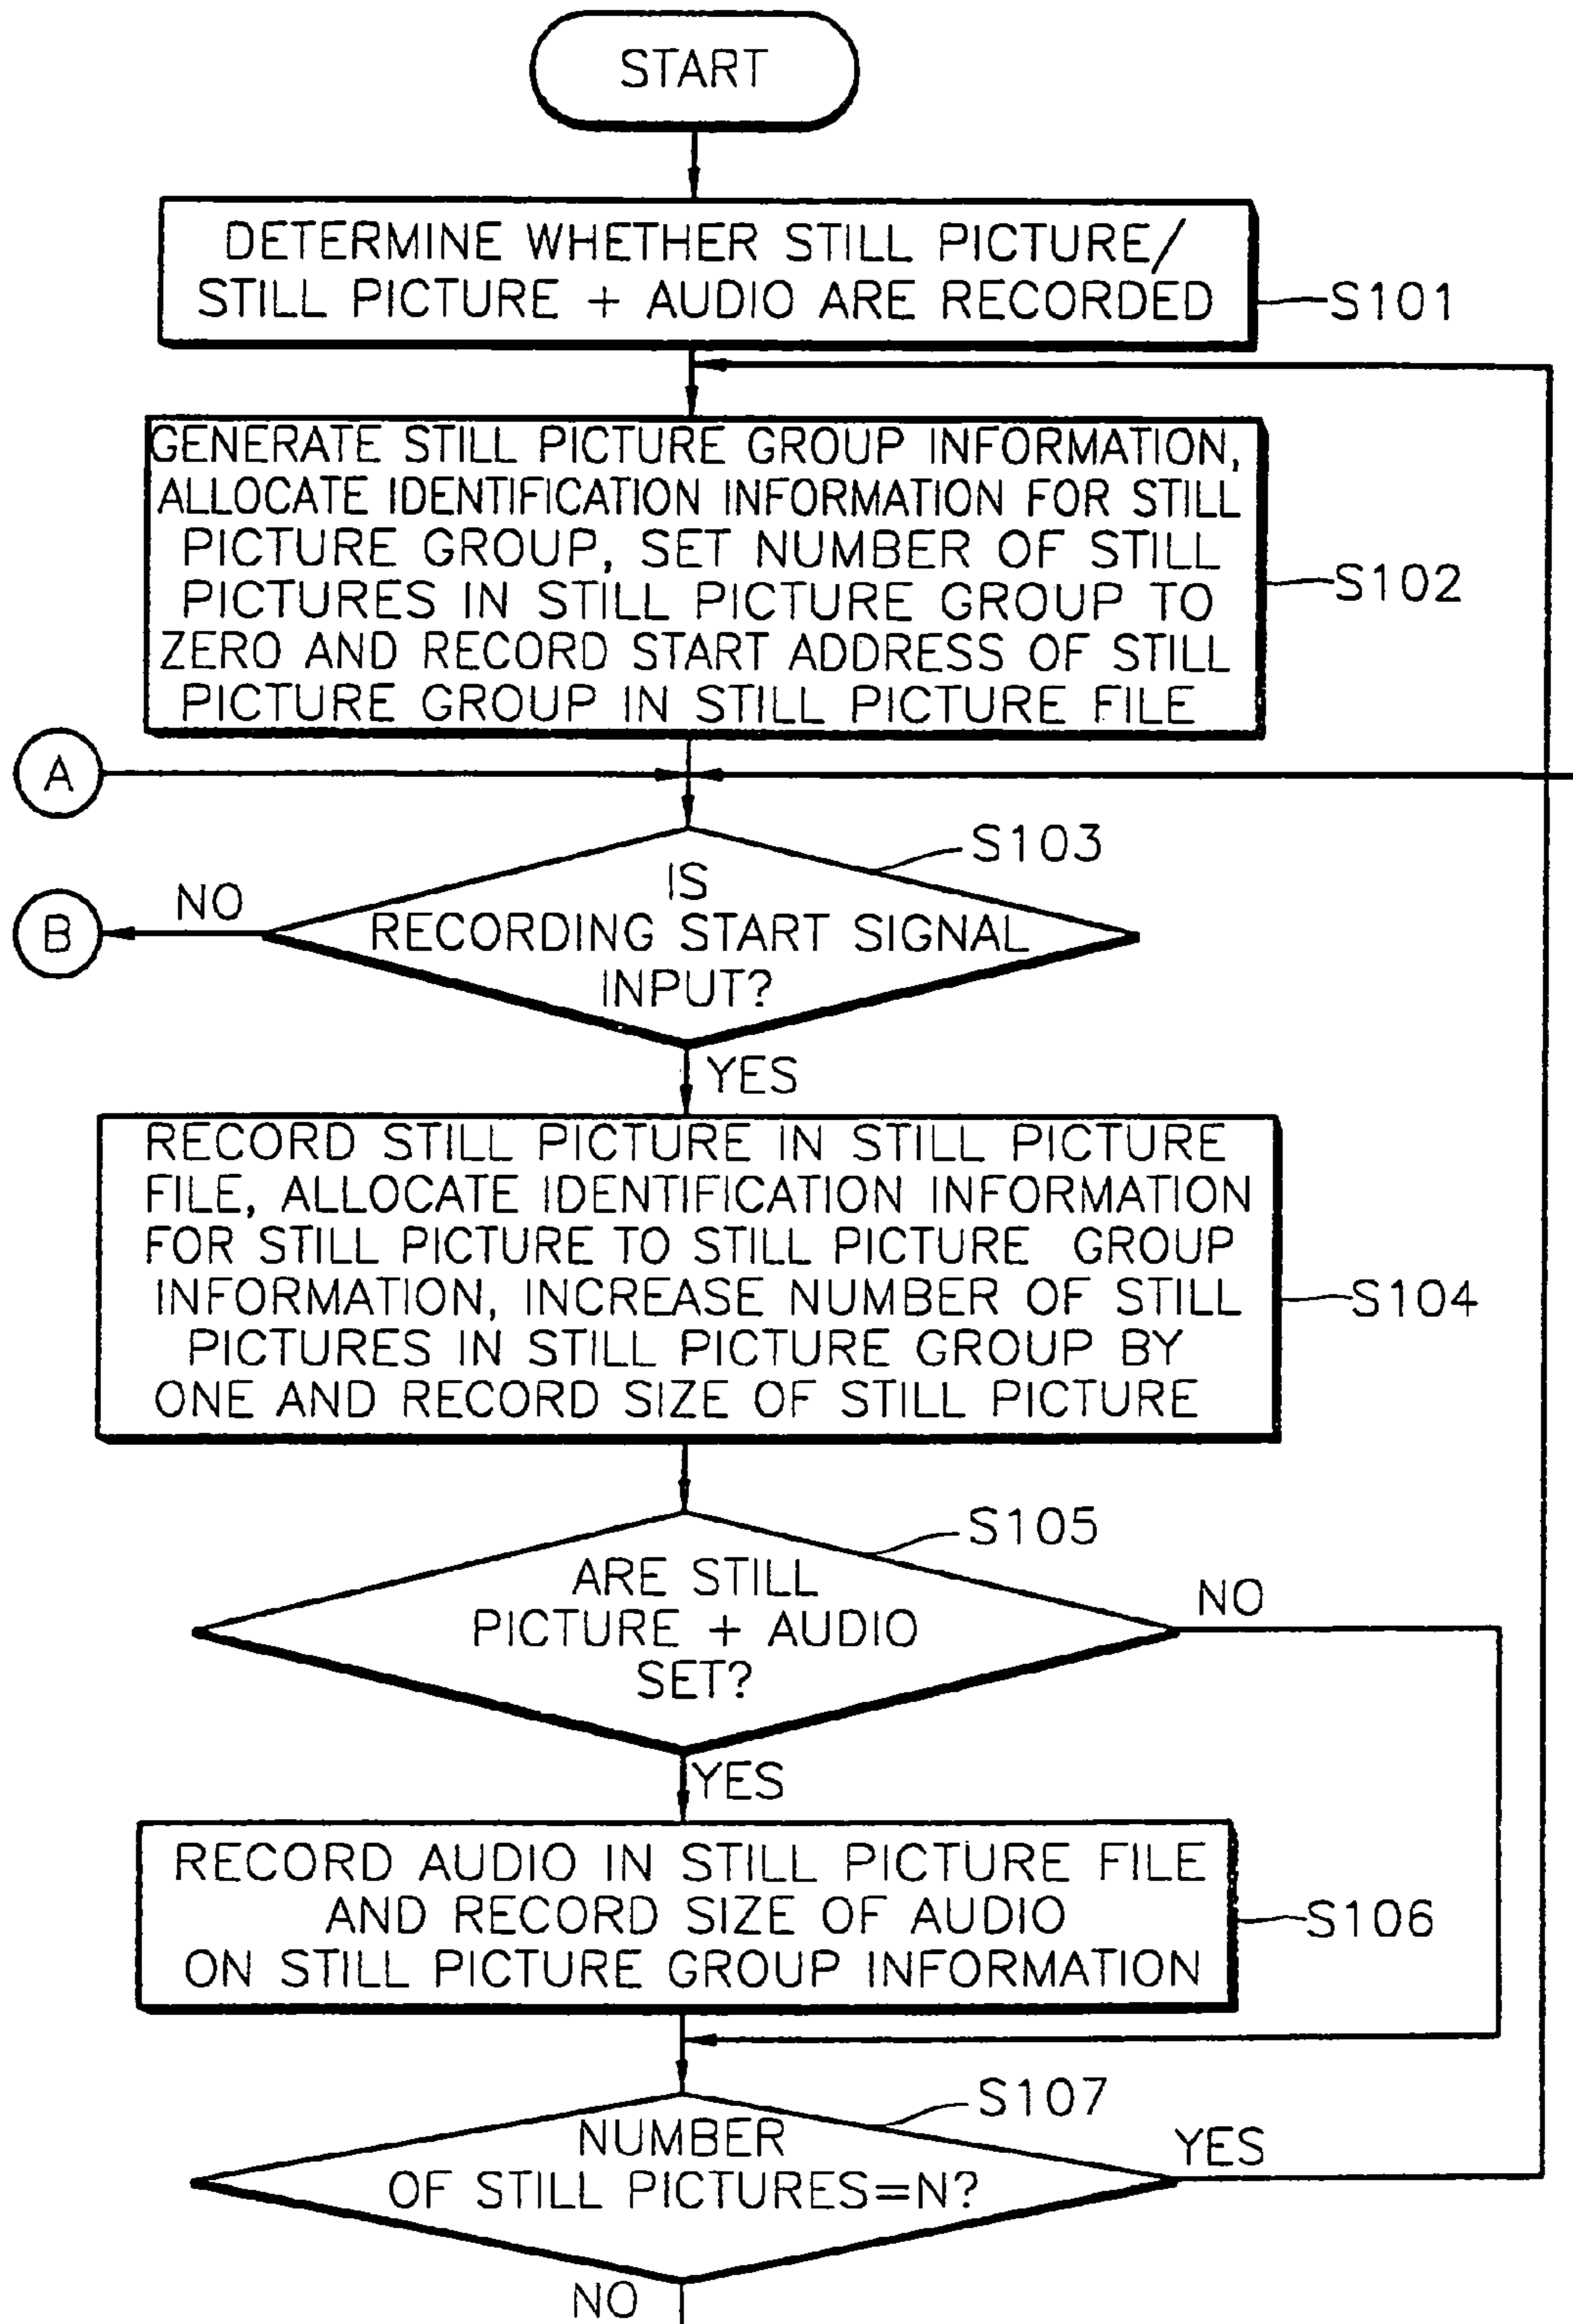 START
DETERMINE WHETHER STILL PICTURE/
STILL PICTURE + AUDIO ARE RECORDED
S101
GENERATE STILL PICTURE GROUP INFORMATION,
ALLOCATE IDENTIFICATION INFORMATION FOR STILL
PICTURE GROUP, SET NUMBER OF STILL
PICTURES IN STILL PICTURE GROUP TO
ZERO AND RECORD START ADDRESS OF STILL
PICTURE GROUP IN STILL PICTURE FILE
S102
A
S103
IS
RECORDING START SIGNAL
INPUT?
NO
B
YES
RECORD STILL PICTURE IN STILL PICTURE
FILE, ALLOCATE IDENTIFICATION INFORMATION
FOR STILL PICTURE TO STILL PICTURE GROUP
INFORMATION, INCREASE NUMBER OF STILL
PICTURES IN STILL PICTURE GROUP BY
ONE AND RECORD SIZE OF STILL PICTURE
S104
S105
ARE STILL
PICTURE + AUDIO
SET?
NO
YES
RECORD AUDIO IN STILL PICTURE FILE
AND RECORD SIZE OF AUDIO
ON STILL PICTURE GROUP INFORMATION
S106
S107
NUMBER
OF STILL PICTURES=N?
YES
NO